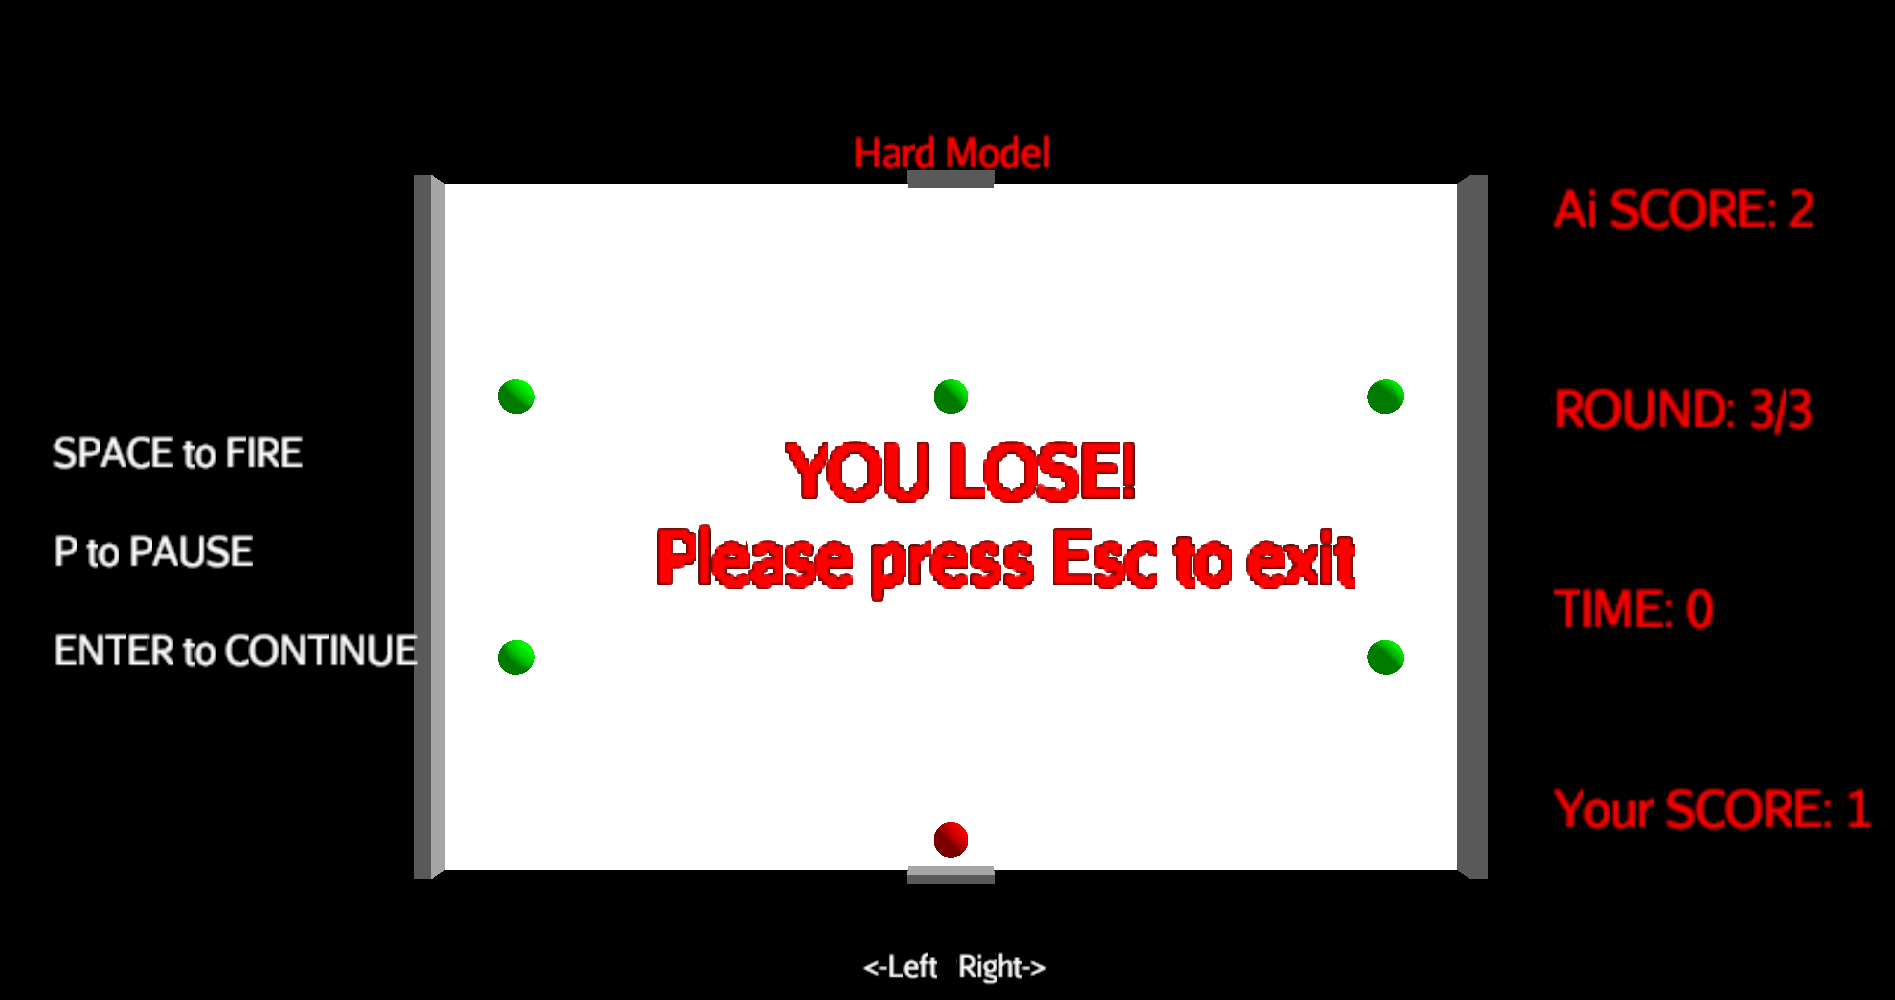 Hard Model
Ai SCORE: 2
ROUND: 3/3
SPACE to FIRE
YOU LOSE!
P to PAUSE
Please press Esc to exit
TIME: 0
ENTER to CONTINUE
Your SCORE: 1
<-Left Right->